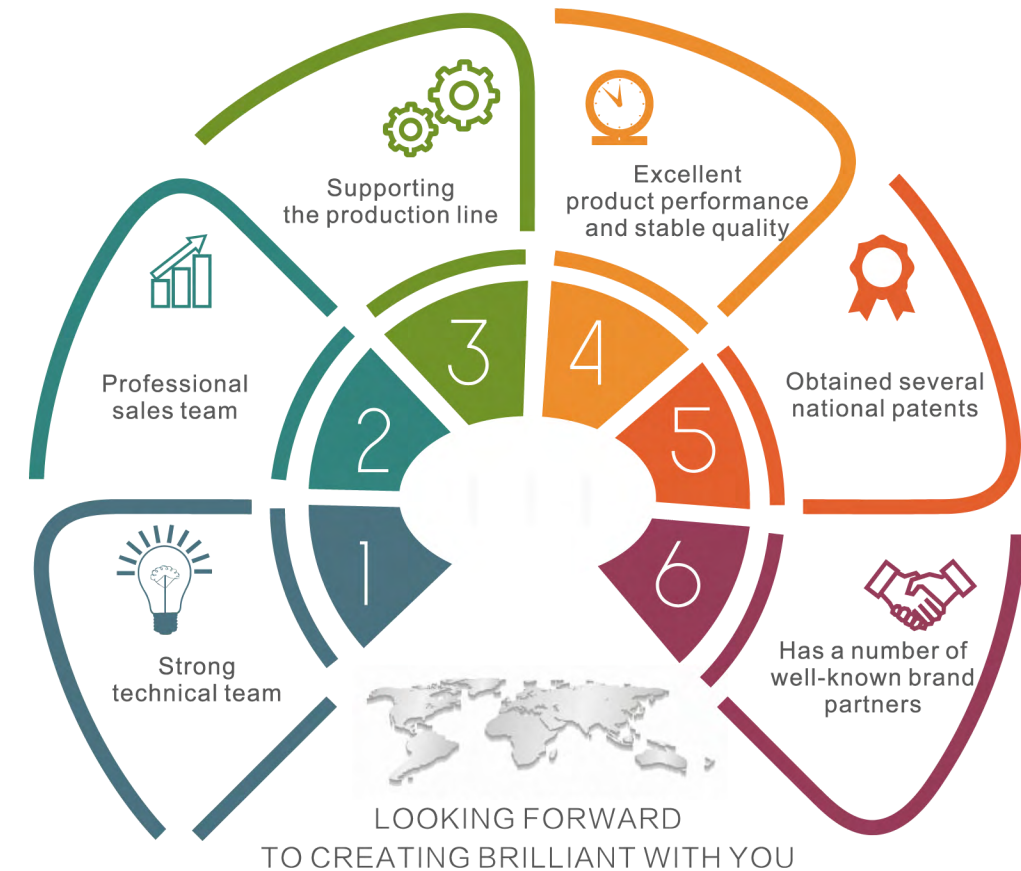 1
Strong
technical team
2
Professional
sales team
3
Supporting
the production line
4
Excellent
product performance
and stable quality
5
Obtained several
national patents
6
Has a number of
well-known brand
partners
LOOKING FORWARD
TO CREATING BRILLIANT WITH YOU